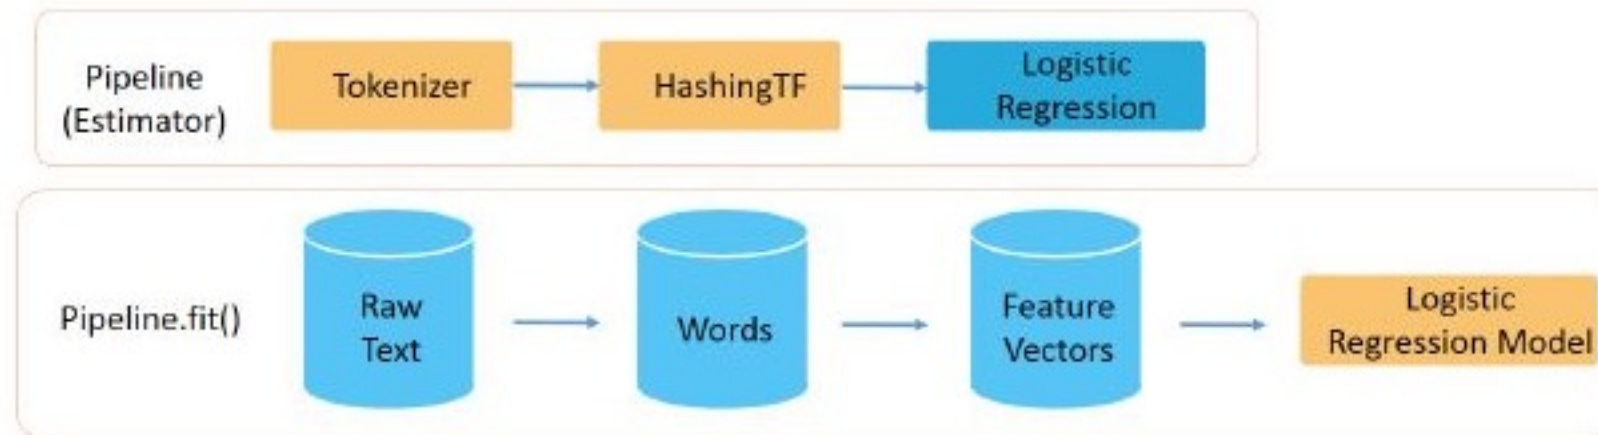 Pipeline
(Estimator)
Tokenizer
HashingTF
Logistic
Regression
Pipeline.fit()
Raw
Text
Words
Feature
Vectors
Logistic
Regression Model